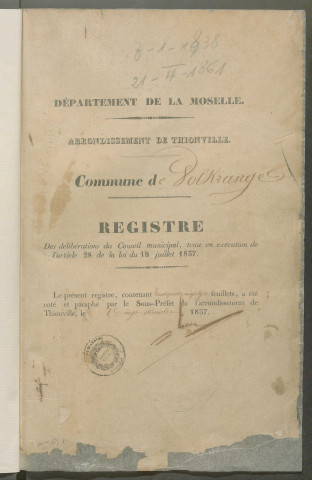 8-1-1838
21-II-1861
DÉPARTEMENT DE LA MOSELLE.
ARRONDISSEMENT DE THIONVILLE.
Commune de Volkrange
REGISTRE
Des délibérations du Conseil municipal, tenu en exécution de
l'article 28 de la loi du 18 juillet 1837.
Le présent registre, contenant feuillets, a été
coté et paraphé par le Sous-Préfet de l'arrondissement de
Thionville, le 1837.